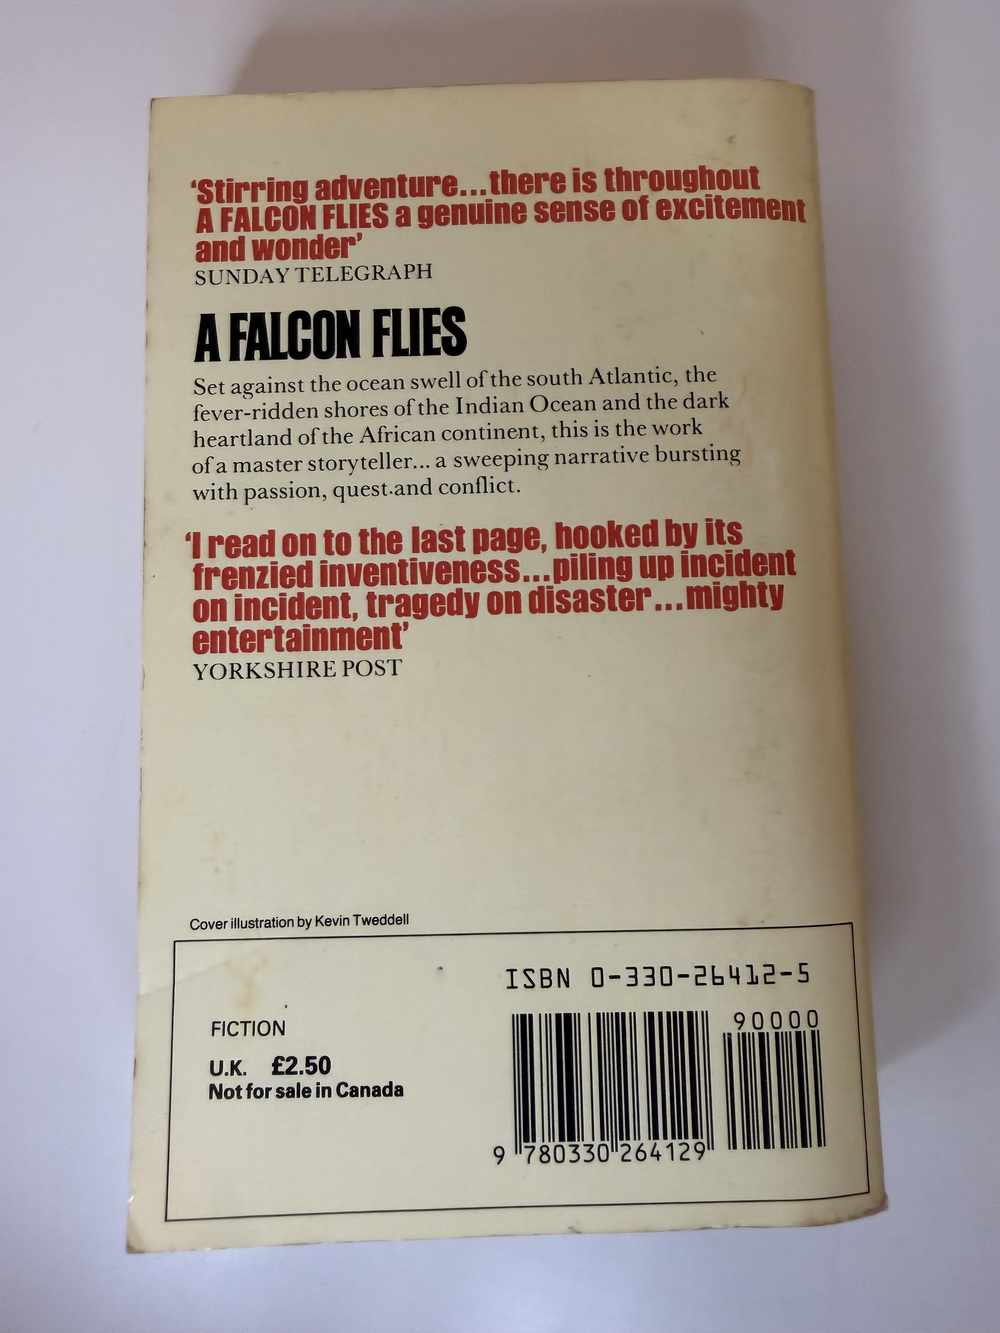 ‘Stirring adventure...there is throughout
A FALCON FLIES a genuine sense of excitement
and wonder’
SUNDAY TELEGRAPH
A FALCON FLIES
Set against the ocean swell of the south Atlantic, the
fever-ridden shores of the Indian Ocean and the dark
heartland of the African continent, this is the work
of a master storyteller... a sweeping narrative bursting
with passion, quest and conflict.
‘I read on to the last page, hooked by its
frenzied inventiveness...piling up incident
on incident, tragedy on disaster...mighty
entertainment’
YORKSHIRE POST
Cover illustration by Kevin Tweddell
ISBN 0-330-26412-5
90000
FICTION
U.K. £2.50
Not for sale in Canada
9 780330 264129